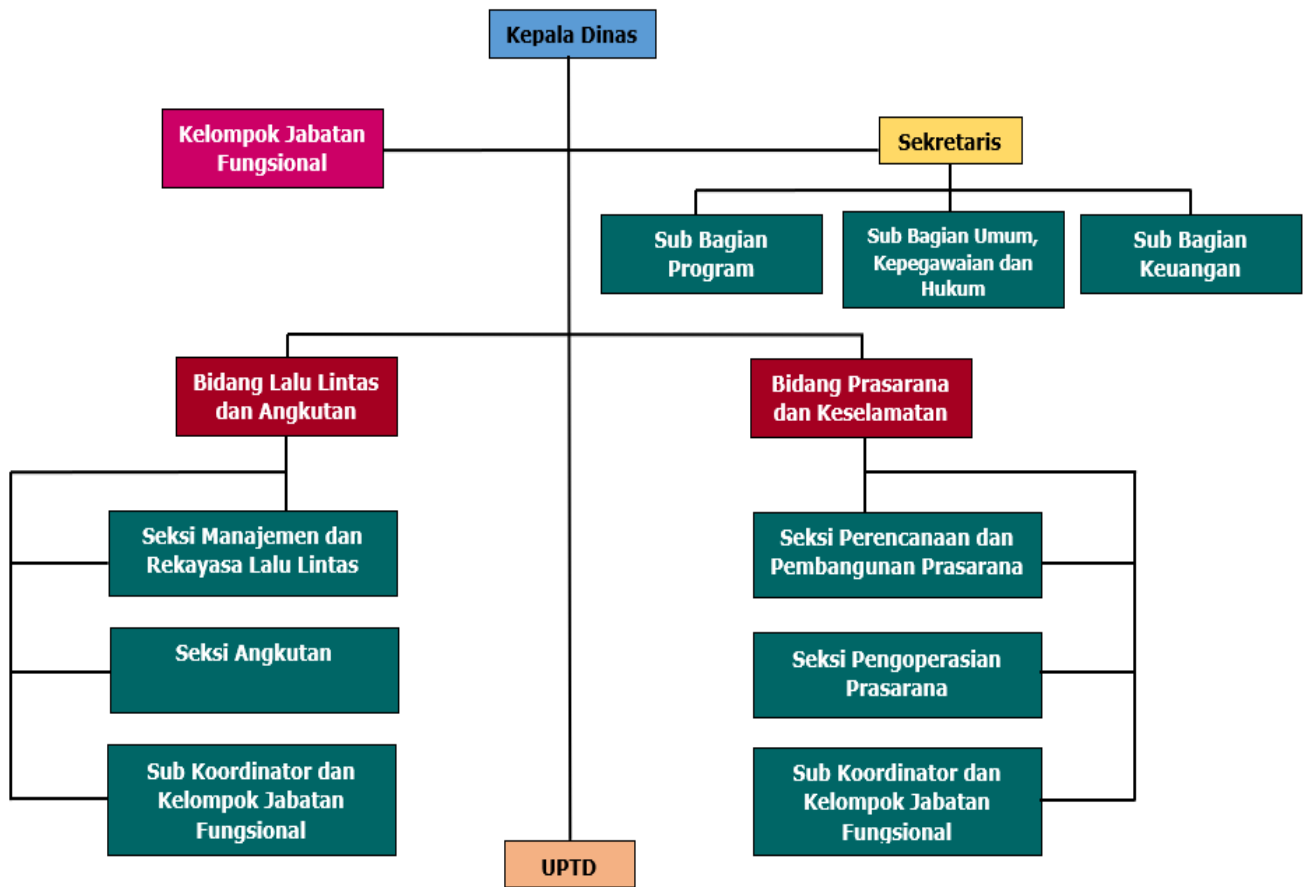 Kepala Dinas
Kelompok Jabatan
Fungsional
Sekretaris
Sub Bagian
Program
Sub Bagian Umum,
Kepegawaian dan
Hukum
Sub Bagian
Keuangan
Bidang Lalu Lintas
dan Angkutan
Bidang Prasarana
dan Keselamatan
Seksi Manajemen dan
Rekayasa Lalu Lintas
Seksi Angkutan
Sub Koordinator dan
Kelompok Jabatan
Fungsional
Seksi Perencanaan dan
Pembangunan Prasarana
Seksi Pengoperasian
Prasarana
Sub Koordinator dan
Kelompok Jabatan
Fungsional
UPTD